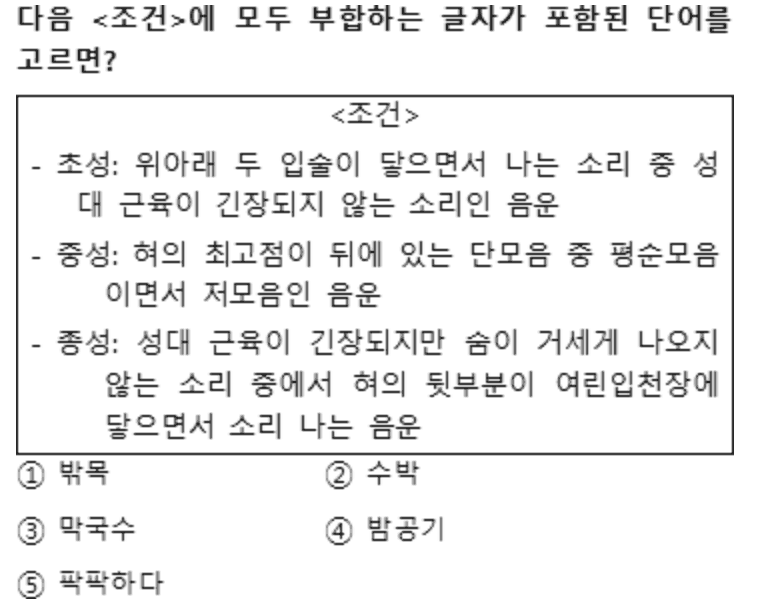 다음 <조건>에 모두 부합하는 글자가 포함된 단어를
고르면?
<조건>
- 초성: 위아래 두 입술이 닿으면서 나는 소리 중 성
대 근육이 긴장되지 않는 소리인 음운
- 중성: 혀의 최고점이 뒤에 있는 단모음 중 평순모음
이면서 저모음인 음운
- 종성: 성대 근육이 긴장되지만 숨이 거세게 나오지
않는 소리 중에서 혀의 뒷부분이 여린입천장에
닿으면서 소리 나는 음운
① 밖목 ② 수박
③ 막국수 ④ 밤공기
⑤ 팍팍하다